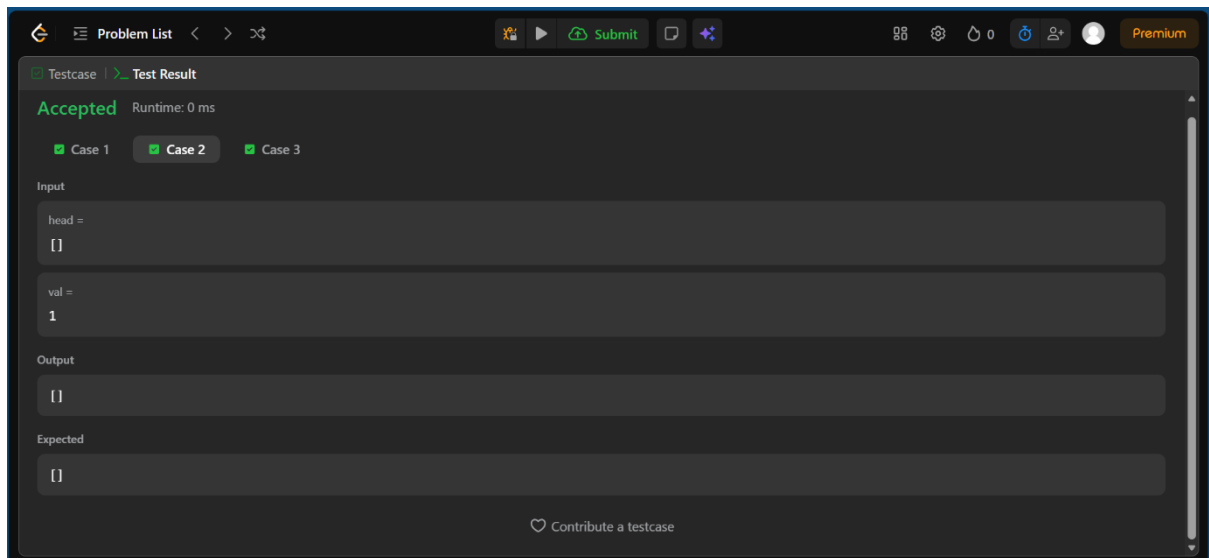 Problem List Submit 0 Premium
Testcase Test Result
Accepted Runtime: 0 ms
Case 1 Case 2 Case 3
Input
head =
[]
val =
1
Output
[]
Expected
[]
Contribute a testcase